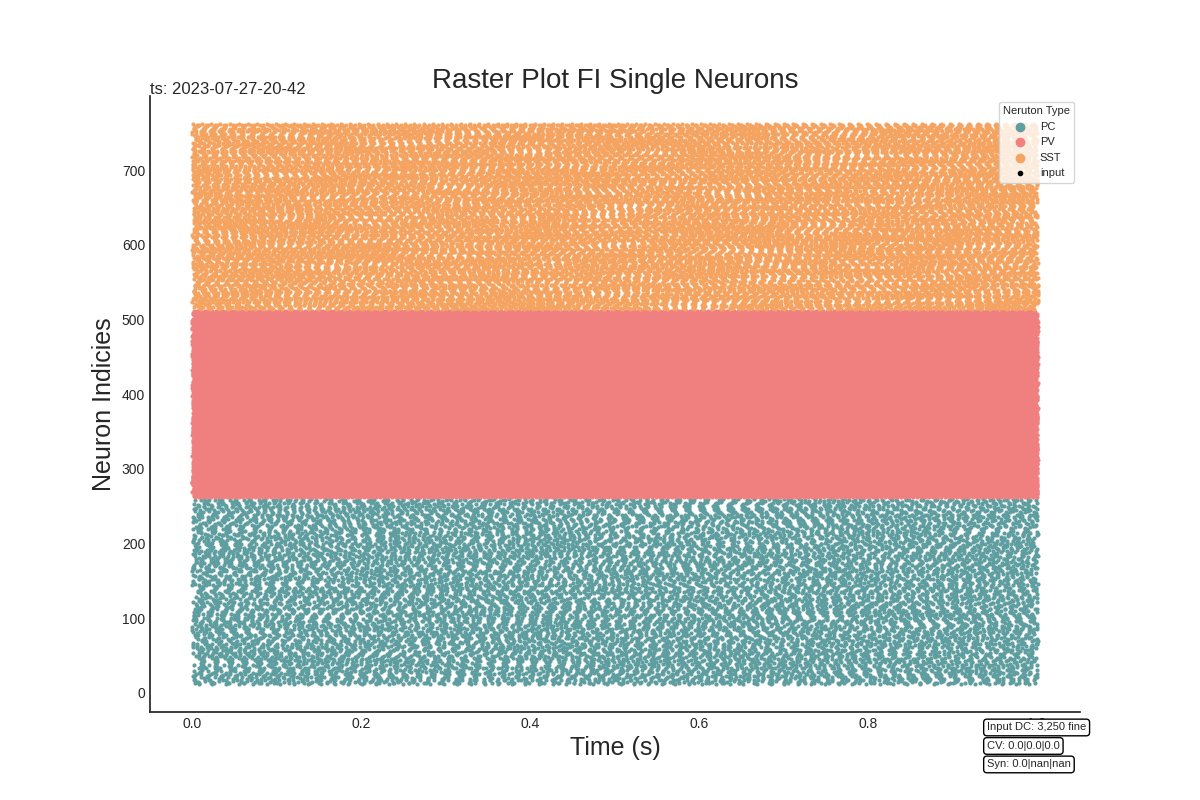 Raster Plot FI Single Neurons
ts: 2023-07-27-20-42
Neruton Type
PC
PV
SST
input
Neuron Indicies
700
600
500
400
300
200
100
0
0.0 0.2 0.4 0.6 0.8
Time (s)
Input DC: 3,250 fine
CV: 0.0|0.0|0.0
Syn: 0.0|nan|nan